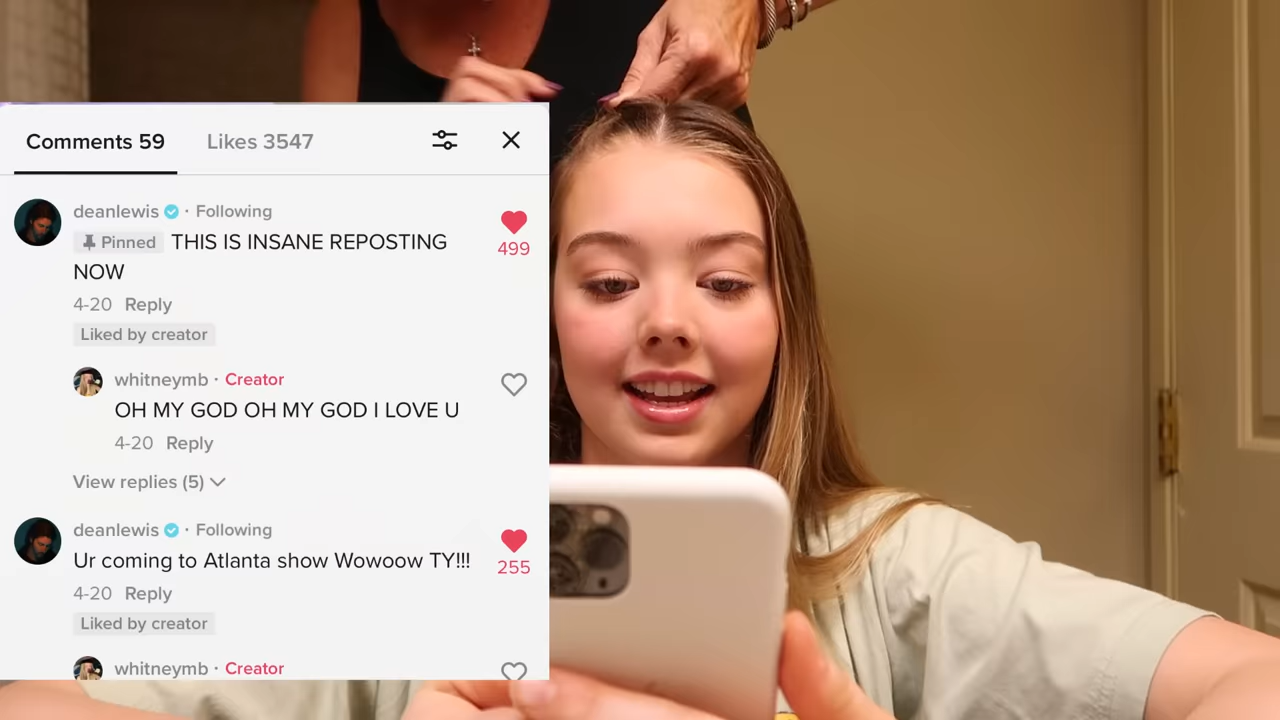 Comments 59
Likes 3547
deanlewis · Following
Pinned THIS IS INSANE REPOSTING
NOW
499
4-20 Reply
Liked by creator
whitneymb · Creator
OH MY GOD OH MY GOD I LOVE U
4-20 Reply
View replies (5)
deanlewis · Following
Ur coming to Atlanta show Wowoow TY!!!
255
4-20 Reply
Liked by creator
whitneymb · Creator